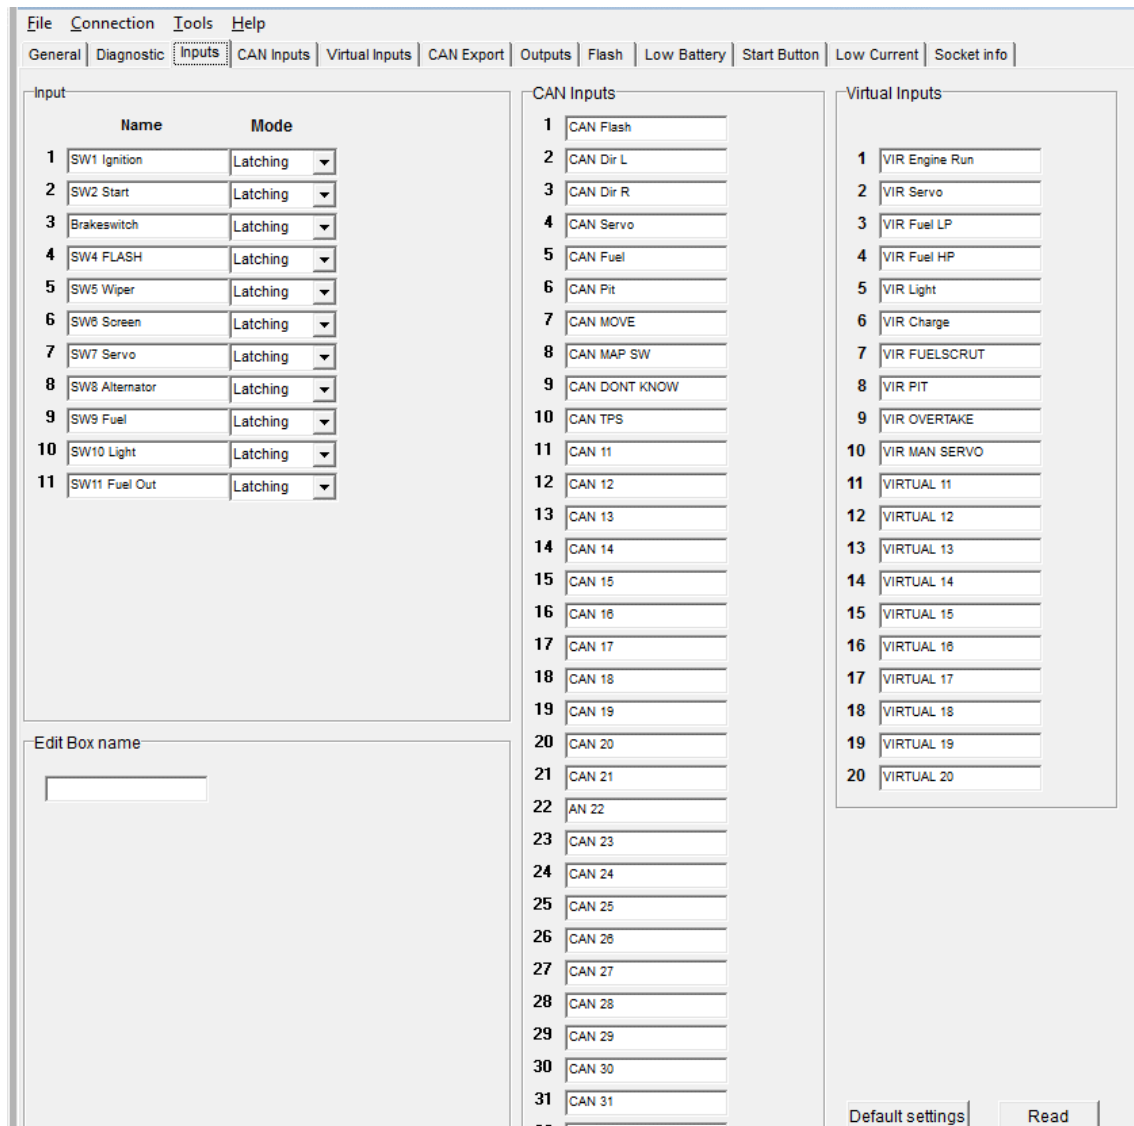 File Connection Tools Help
General Diagnostic Inputs CAN Inputs Virtual Inputs CAN Export Outputs Flash Low Battery Start Button Low Current Socket info
Input
Name Mode
1 SW1 Ignition Latching
2 SW2 Start Latching
3 Brakeswitch Latching
4 SW4 FLASH Latching
5 SW5 Wiper Latching
6 SW6 Screen Latching
7 SW7 Servo Latching
8 SW8 Alternator Latching
9 SW9 Fuel Latching
10 SW10 Light Latching
11 SW11 Fuel Out Latching
Edit Box name
CAN Inputs
1 CAN Flash
2 CAN Dir L
3 CAN Dir R
4 CAN Servo
5 CAN Fuel
6 CAN Pit
7 CAN MOVE
8 CAN MAP SW
9 CAN DONT KNOW
10 CAN TPS
11 CAN 11
12 CAN 12
13 CAN 13
14 CAN 14
15 CAN 15
16 CAN 16
17 CAN 17
18 CAN 18
19 CAN 19
20 CAN 20
21 CAN 21
22 AN 22
23 CAN 23
24 CAN 24
25 CAN 25
26 CAN 26
27 CAN 27
28 CAN 28
29 CAN 29
30 CAN 30
31 CAN 31
Virtual Inputs
1 VIR Engine Run
2 VIR Servo
3 VIR Fuel LP
4 VIR Fuel HP
5 VIR Light
6 VIR Charge
7 VIR FUELSCRUT
8 VIR PIT
9 VIR OVERTAKE
10 VIR MAN SERVO
11 VIRTUAL 11
12 VIRTUAL 12
13 VIRTUAL 13
14 VIRTUAL 14
15 VIRTUAL 15
16 VIRTUAL 16
17 VIRTUAL 17
18 VIRTUAL 18
19 VIRTUAL 19
20 VIRTUAL 20
Default settings Read